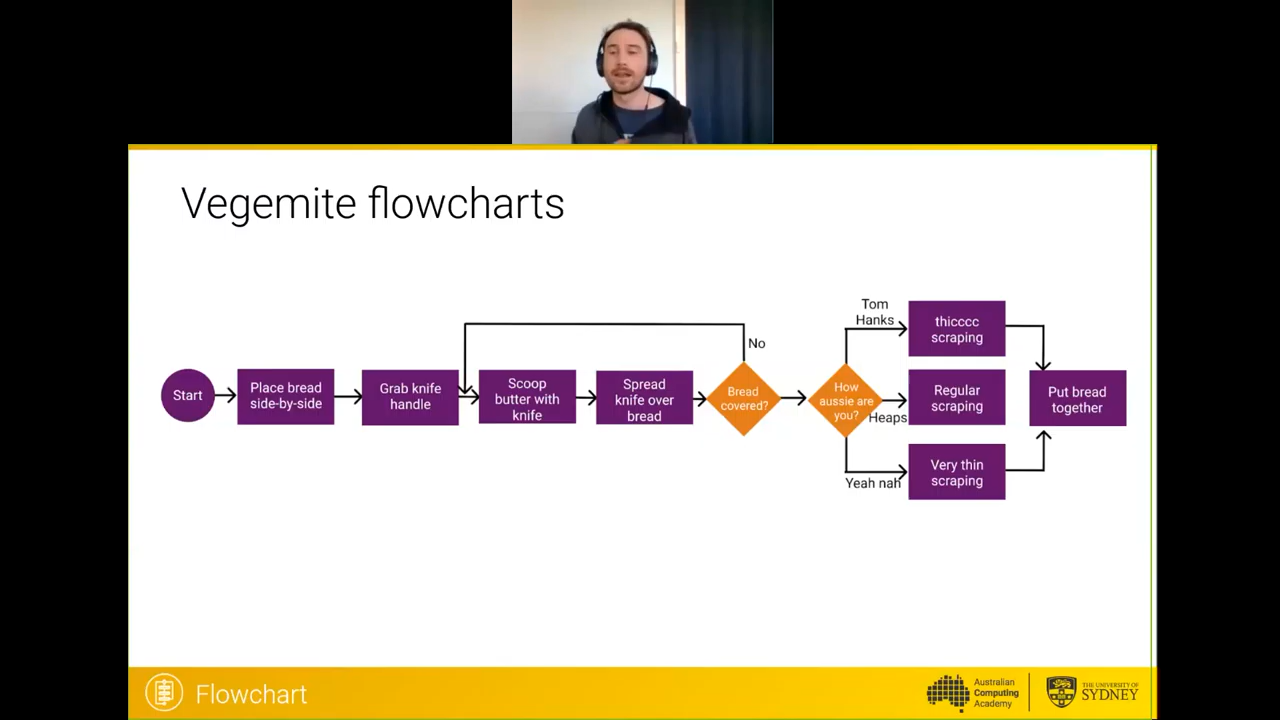 Vegemite flowcharts
Start
Place bread
side-by-side
Grab knife
handle
Scoop
butter with
knife
Spread
knife over
bread
Bread
covered?
No
How
aussie are
you?
Tom
Hanks
Heaps
Yeah nah
thicccc
scraping
Regular
scraping
Very thin
scraping
Put bread
together
Flowchart
Australian
Computing
Academy
THE UNIVERSITY OF
SYDNEY